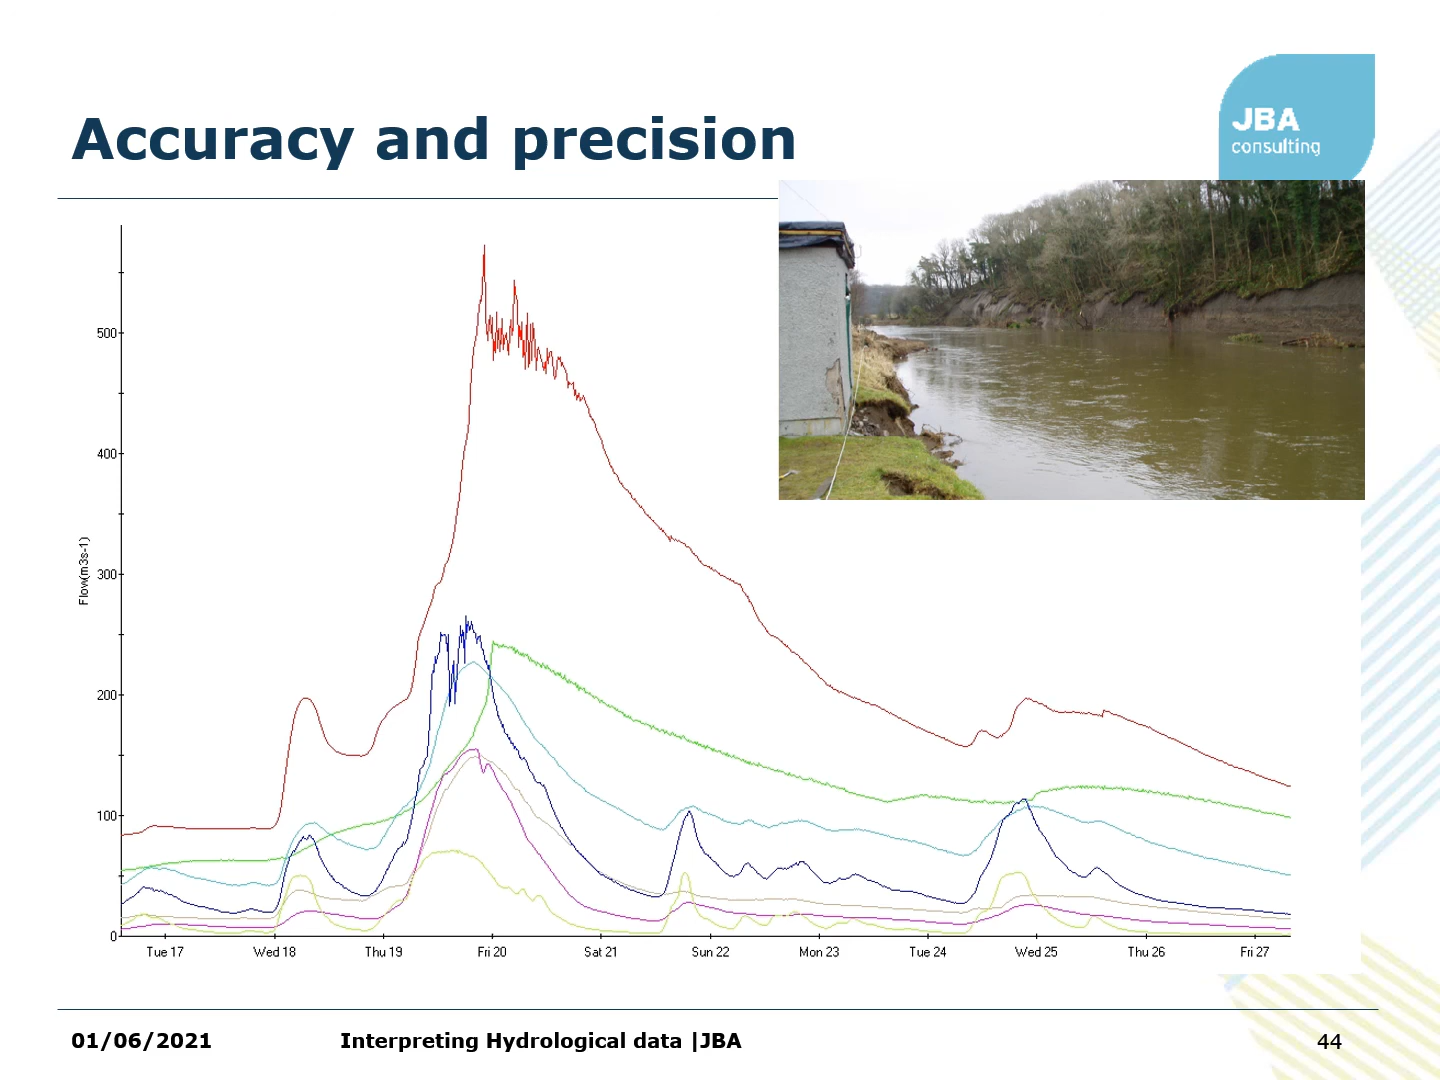 Accuracy and precision
JBA
consulting
Flow(m3s-1)
500
400
300
200
100
0
Tue 17 Wed 18 Thu 19 Fri 20 Sat 21 Sun 22 Mon 23 Tue 24 Wed 25 Thu 26 Fri 27
01/06/2021 Interpreting Hydrological data |JBA 44